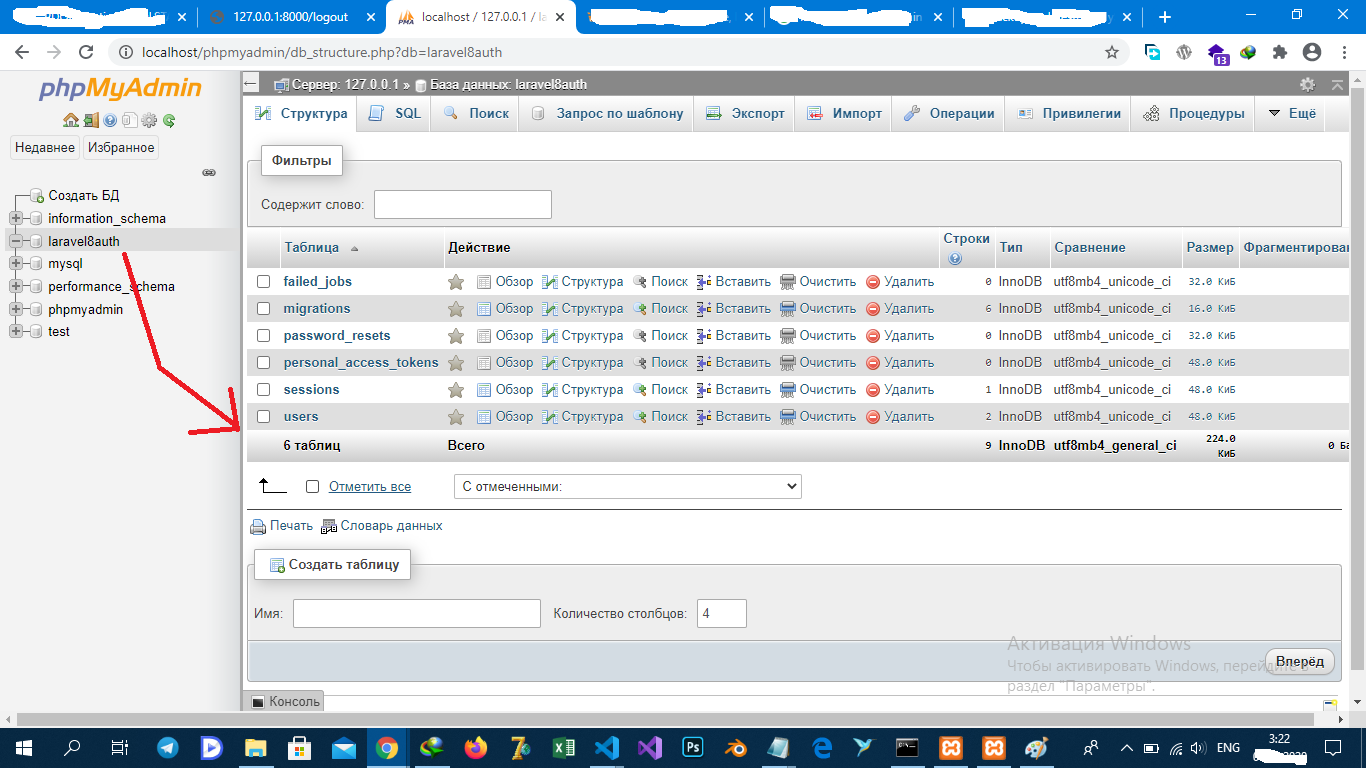 127.0.0.1:8000/logout
localhost / 127.0.0.1 / la
localhost/phpmyadmin/db_structure.php?db=laravel8auth
13
phpMyAdmin
Недавнее Избранное
Создать БД
information_schema
laravel8auth
mysql
performance_schema
phpmyadmin
test
Сервер: 127.0.0.1 » База данных: laravel8auth
Структура SQL Поиск Запрос по шаблону Экспорт Импорт Операции Привилегии Процедуры Ещё
Фильтры
Содержит слово:
Таблица Действие Строки Тип Сравнение Размер Фрагментирован
failed_jobs Обзор Структура Поиск Вставить Очистить Удалить 0 InnoDB utf8mb4_unicode_ci 32.0 КиБ
migrations Обзор Структура Поиск Вставить Очистить Удалить 6 InnoDB utf8mb4_unicode_ci 16.0 КиБ
password_resets Обзор Структура Поиск Вставить Очистить Удалить 0 InnoDB utf8mb4_unicode_ci 32.0 КиБ
personal_access_tokens Обзор Структура Поиск Вставить Очистить Удалить 0 InnoDB utf8mb4_unicode_ci 48.0 КиБ
sessions Обзор Структура Поиск Вставить Очистить Удалить 1 InnoDB utf8mb4_unicode_ci 48.0 КиБ
users Обзор Структура Поиск Вставить Очистить Удалить 2 InnoDB utf8mb4_unicode_ci 48.0 КиБ
6 таблиц Всего 9 InnoDB utf8mb4_general_ci 224.0 КиБ 0 Ба
Отметить все С отмеченными:
Печать Словарь данных
Создать таблицу
Имя: Количество столбцов: 4
Активация Windows
Чтобы активировать Windows, перейдите в
раздел "Параметры".
Вперёд
Консоль
ENG
3:22